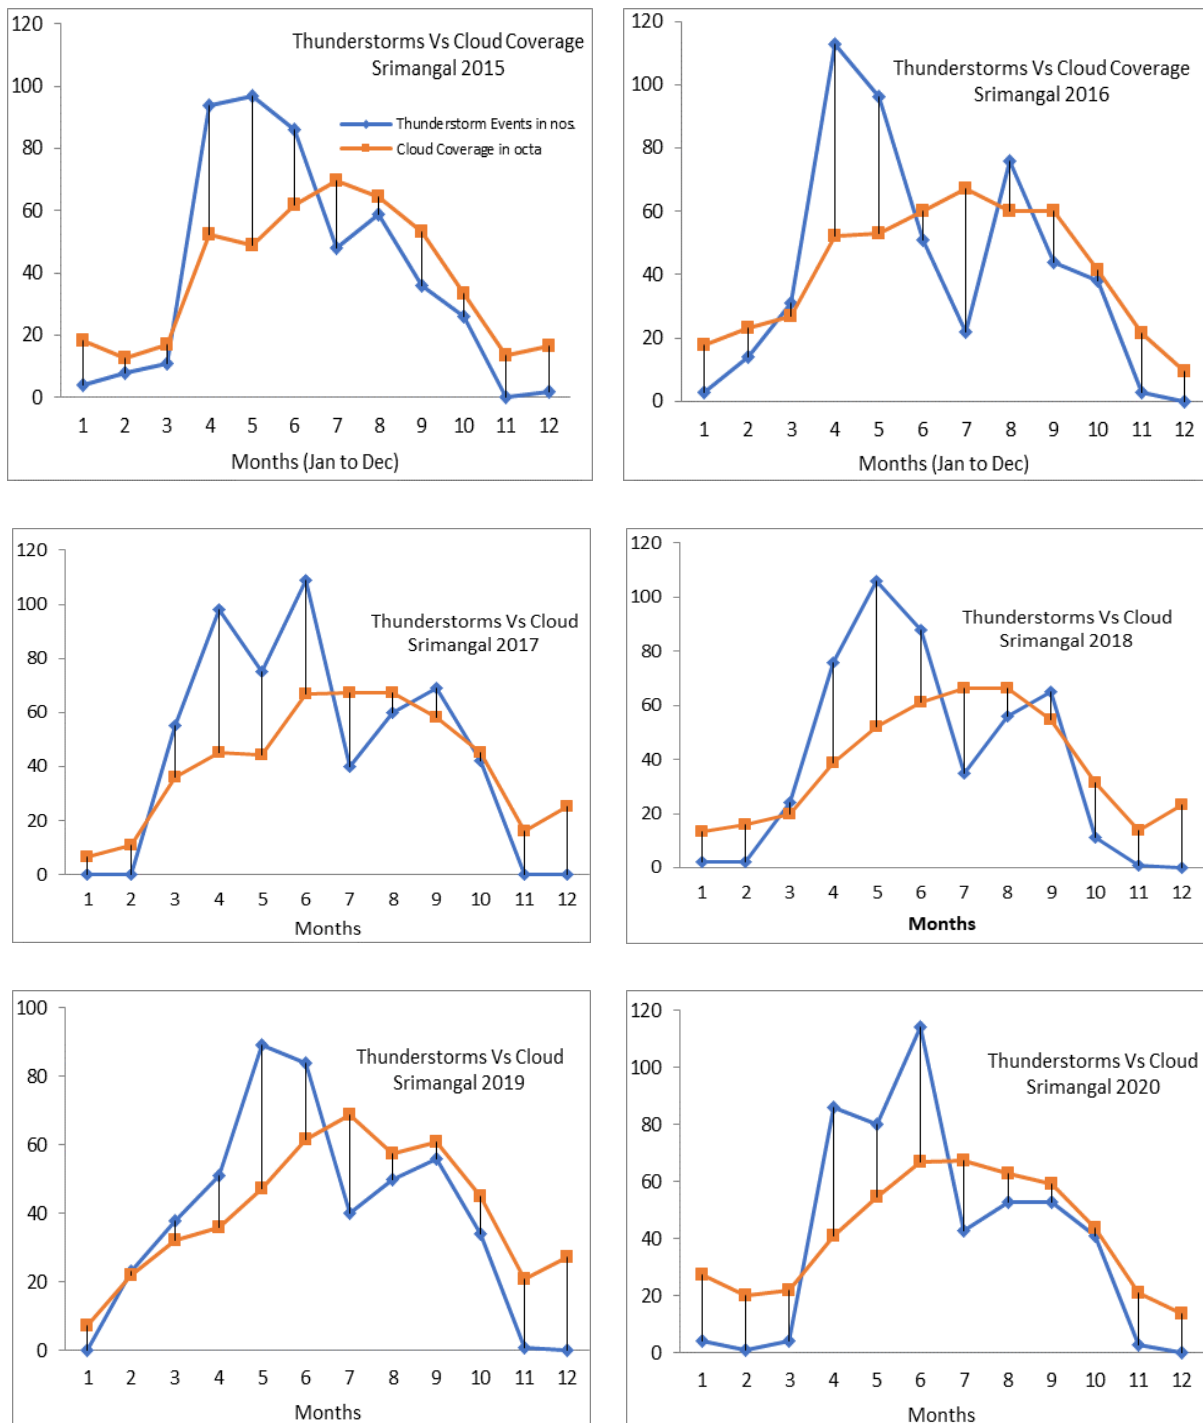 120
Thunderstorms Vs Cloud Coverage
Srimangal 2015
100
Thunderstorm Events in nos.
Cloud Coverage in octa
80
60
40
20
0
1 2 3 4 5 6 7 8 9 10 11 12
Months (Jan to Dec)
120
Thunderstorms Vs Cloud Coverage
Srimangal 2016
100
80
60
40
20
0
1 2 3 4 5 6 7 8 9 10 11 12
Months (Jan to Dec)
120
100
Thunderstorms Vs Cloud
Srimangal 2017
80
60
40
20
0
1 2 3 4 5 6 7 8 9 10 11 12
Months
120
100
Thunderstorms Vs Cloud
Srimangal 2018
80
60
40
20
0
1 2 3 4 5 6 7 8 9 10 11 12
Months
100
Thunderstorms Vs Cloud
Srimangal 2019
80
60
40
20
0
1 2 3 4 5 6 7 8 9 10 11 12
Months
120
100
Thunderstorms Vs Cloud
Srimangal 2020
80
60
40
20
0
1 2 3 4 5 6 7 8 9 10 11 12
Months